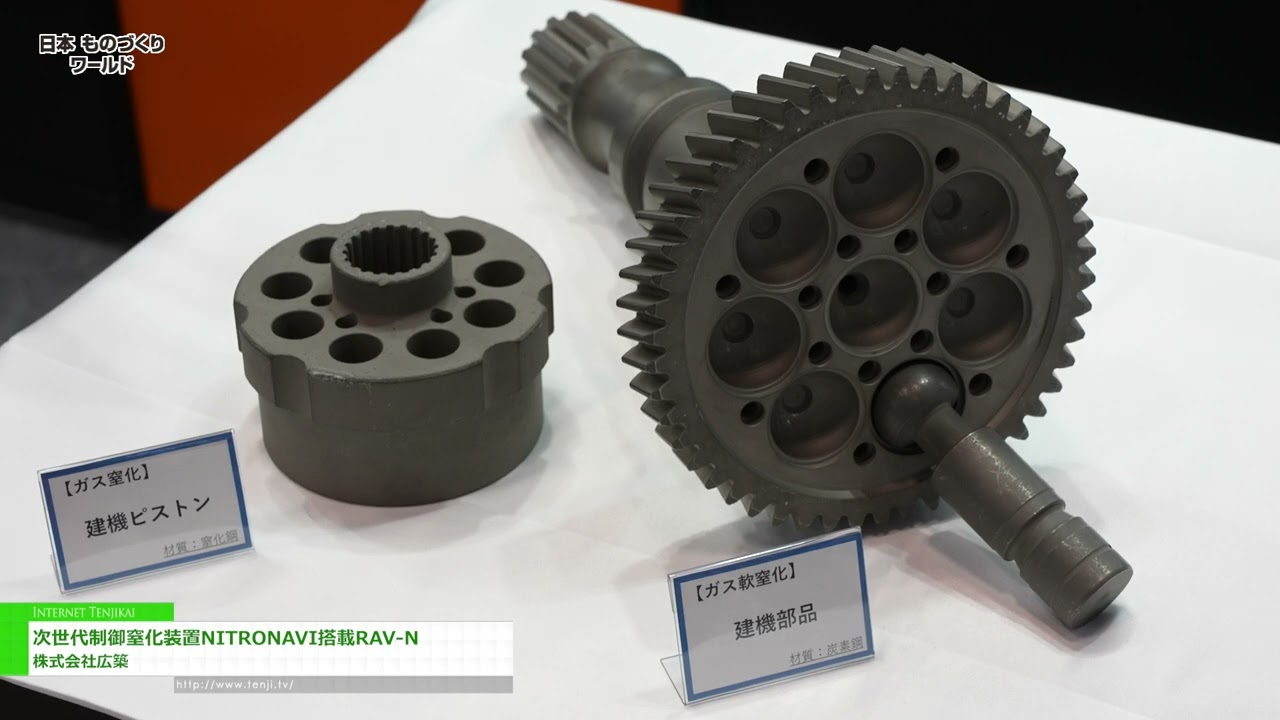 日本 ものづくり
ワールド
【ガス窒化】
建機ピストン
材質：窒化鋼
【ガス軟窒化】
建機部品
材質：炭素鋼
INTERNET TENJIKAI
次世代制御窒化装置NITRONAVI搭載RAV-N
株式会社広築
http://www.tenji.tv/